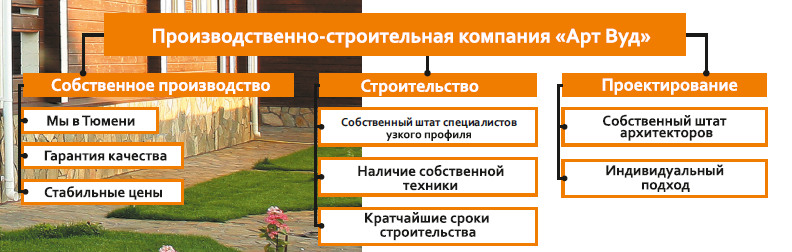 Производственно-строительная компания «Арт Вуд»
Собственное производство
Мы в Тюмени
Гарантия качества
Стабильные цены
Строительство
Собственный штат специалистов
узкого профиля
Наличие собственной
техники
Кратчайшие сроки
строительства
Проектирование
Собственный штат
архитекторов
Индивидуальный
подход